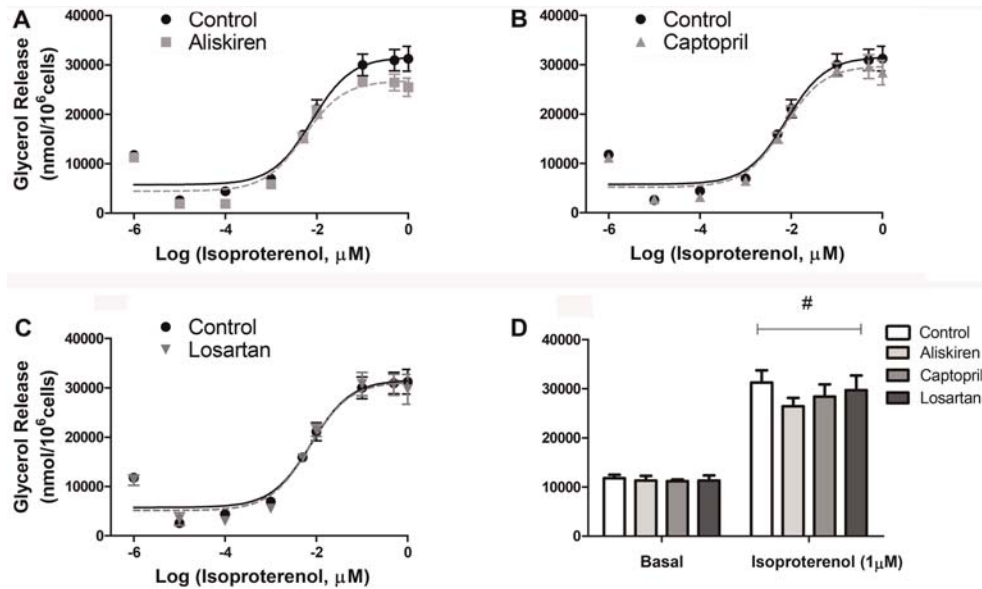 A
Control
Aliskiren
Glycerol Release
(nmol/10⁶cells)
40000
30000
20000
10000
0
-6
-4
-2
0
Log (Isoproterenol, μM)
B
Control
Captopril
40000
30000
20000
10000
0
-6
-4
-2
0
Log (Isoproterenol, μM)
C
Control
Losartan
Glycerol Release
(nmol/10⁶cells)
40000
30000
20000
10000
0
-6
-4
-2
0
Log (Isoproterenol, μM)
D
#
Control
Aliskiren
Captopril
Losartan
40000
30000
20000
10000
0
Basal
Isoproterenol (1μM)